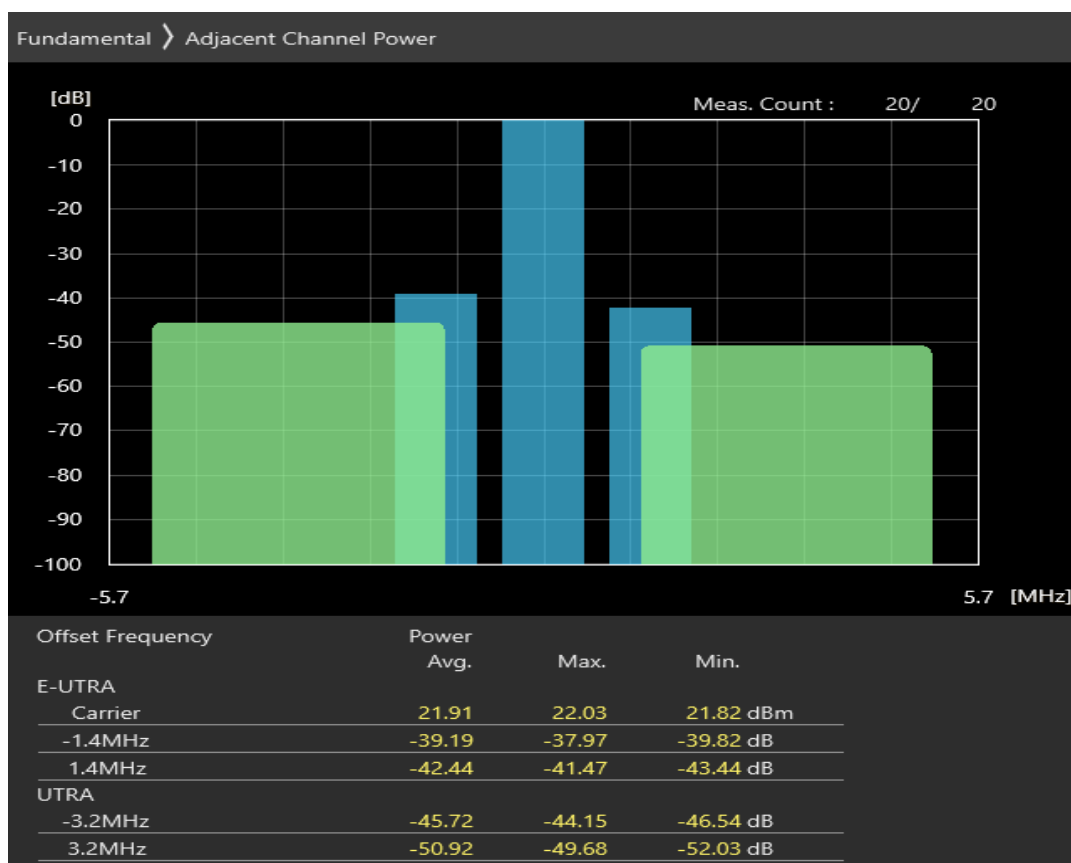 Fundamental 〉 Adjacent Channel Power
[dB]
Meas. Count : 20/ 20
0
-10
-20
-30
-40
-50
-60
-70
-80
-90
-100
-5.7 5.7 [MHz]
Offset Frequency Power
Avg. Max. Min.
E-UTRA
Carrier 21.91 22.03 21.82 dBm
-1.4MHz -39.19 -37.97 -39.82 dB
1.4MHz -42.44 -41.47 -43.44 dB
UTRA
-3.2MHz -45.72 -44.15 -46.54 dB
3.2MHz -50.92 -49.68 -52.03 dB